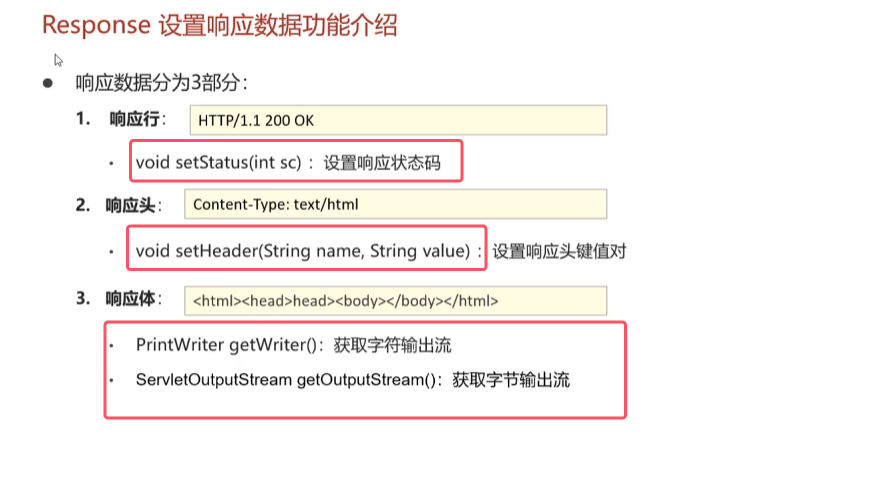 Response 设置响应数据功能介绍
● 响应数据分为3部分：
1. 响应行： HTTP/1.1 200 OK
• void setStatus(int sc) ：设置响应状态码
2. 响应头： Content-Type: text/html
• void setHeader(String name, String value) ：设置响应头键值对
3. 响应体： <html><head>head><body></body></html>
• PrintWriter getWriter()：获取字符输出流
• ServletOutputStream getOutputStream()：获取字节输出流